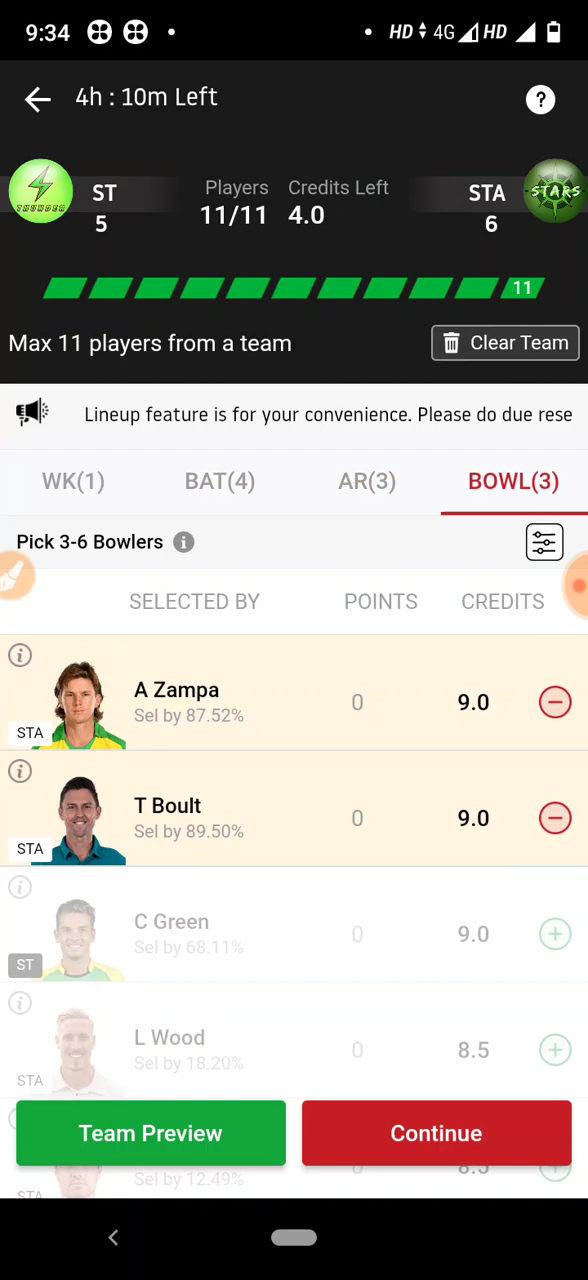 9:34 HD 4G HD
4h : 10m Left ?
THUNDER ST Players Credits Left STA STARS
5 11/11 4.0 6
11
Max 11 players from a team Clear Team
Lineup feature is for your convenience. Please do due rese
WK(1) BAT(4) AR(3) BOWL(3)
Pick 3-6 Bowlers i
SELECTED BY POINTS CREDITS
i
A Zampa 0 9.0
Sel by 87.52%
STA
i
T Boult 0 9.0
Sel by 89.50%
STA
i
C Green 0 9.0
Sel by 68.11%
ST
i
L Wood 0 8.5
Sel by 18.20%
STA
Team Preview Continue
Sel by 12.49% 8.5
STA